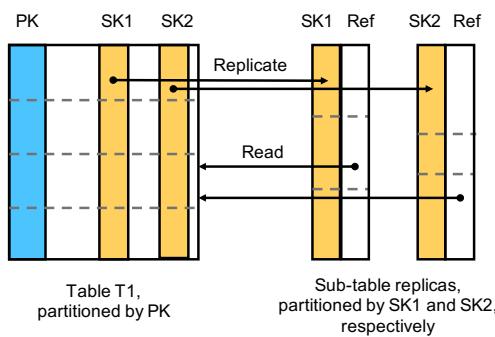 PK SK1 SK2 SK1 Ref SK2 Ref
Replicate
Read
Table T1,
partitioned by PK
Sub-table replicas,
partitioned by SK1 and SK2,
respectively